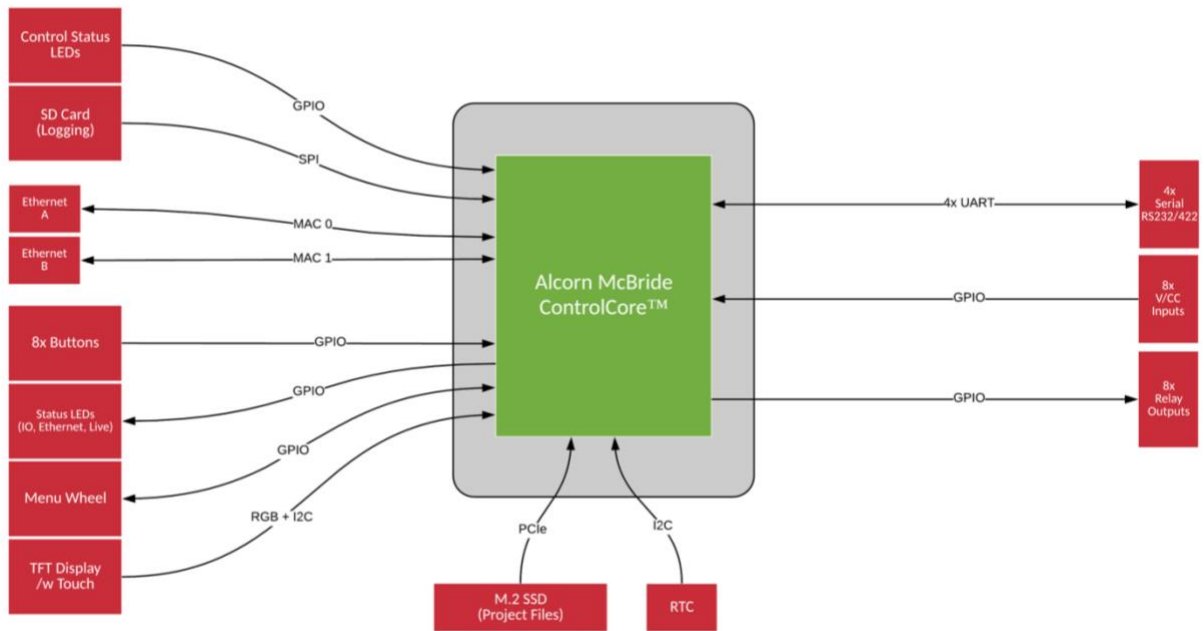 Control Status
LEDs
GPIO
SD Card
(Logging)
SPI
Ethernet
A
MAC 0
Ethernet
B
MAC 1
8x Buttons
GPIO
Status LEDs
(IO, Ethernet, Live)
GPIO
Menu Wheel
GPIO
TFT Display
/w Touch
RGB + I2C
Alcorn McBride
ControlCore™
4x UART
4x
Serial
RS232/422
GPIO
8x
V/CC
Inputs
GPIO
8x
Relay
Outputs
PCIe
M.2 SSD
(Project Files)
I2C
RTC